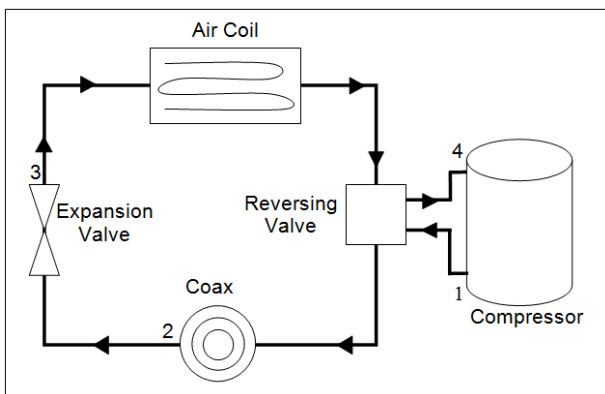 Air Coil
3
Expansion
Valve
Reversing
Valve
4
Coax
2
1
Compressor